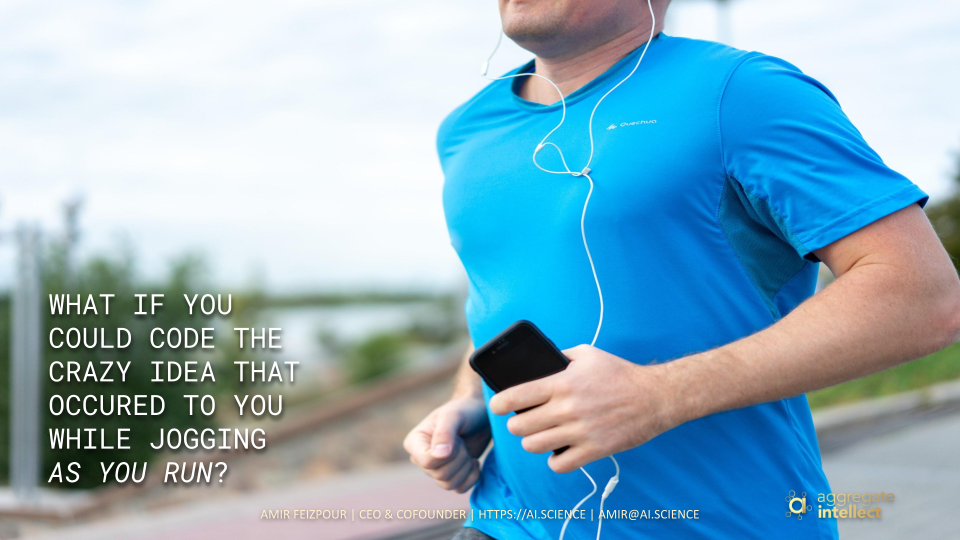 Quechua
WHAT IF YOU
COULD CODE THE
CRAZY IDEA THAT
OCCURED TO YOU
WHILE JOGGING
AS YOU RUN?
AMIR FEIZPOUR | CEO & COFOUNDER | HTTPS://AI.SCIENCE | AMIR@AI.SCIENCE
a aggregate
intellect